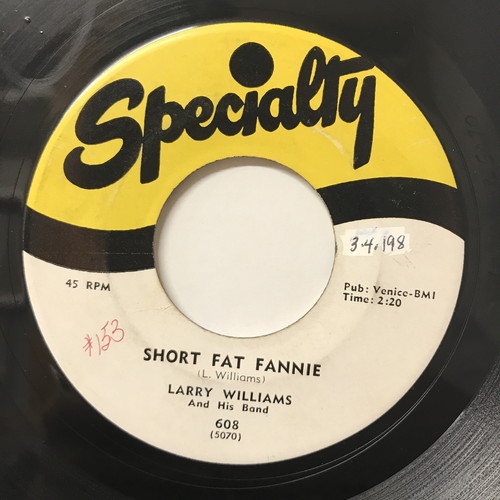 Specialty
3.4.198
45 RPM
Pub: Venice-BMI
Time: 2:20
*153
SHORT FAT FANNIE
(L. Williams)
LARRY WILLIAMS
And His Band
608
(5070)